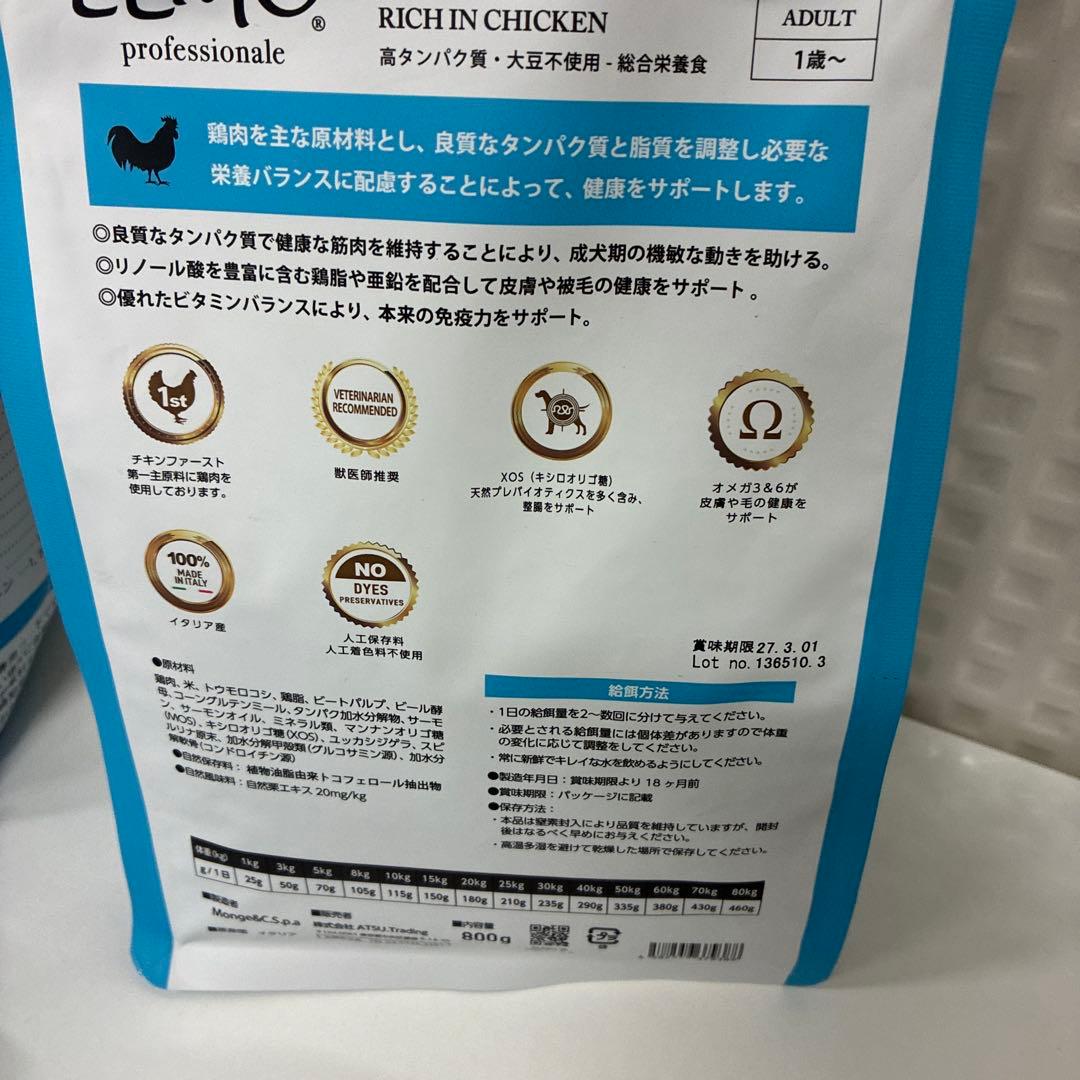 professionale
®
RICH IN CHICKEN
高タンパク質・大豆不使用 - 総合栄養食
ADULT
1歳～
鶏肉を主な原材料とし、良質なタンパク質と脂質を調整し必要な
栄養バランスに配慮することによって、健康をサポートします。
◎良質なタンパク質で健康な筋肉を維持することにより、成犬期の機敏な動きを助ける。
◎リノール酸を豊富に含む鶏脂や亜鉛を配合して皮膚や被毛の健康をサポート。
◎優れたビタミンバランスにより、本来の免疫力をサポート。
1st
チキンファースト
第一主原料に鶏肉を
使用しております。
VETERINARIAN
RECOMMENDED
獣医師推奨
XOS（キシロオリゴ糖）
天然プレバイオティクスを多く含み、
整腸をサポート
Ω
オメガ3＆6が
皮膚や毛の健康を
サポート
100%
MADE
IN ITALY
イタリア産
NO
DYES
PRESERVATIVES
人工保存料
人工着色料不使用
賞味期限27.3.01
Lot no.136510.3
●原材料
鶏肉、米、トウモロコシ、鶏脂、ビートパルプ、ビール酵
母、コーングルテンミール、タンパク加水分解物、サーモ
ン、サーモンオイル、ミネラル類、マンナンオリゴ糖
(MOS)、キシロオリゴ糖(XOS)、ユッカシジゲラ、スピ
ルリナ原末、加水分解甲殻類(グルコサミン源)、加水分
解軟骨(コンドロイチン源)
●自然保存料：植物油脂由来トコフェロール抽出物
●自然風味料：自然栗エキス 20mg/kg
給餌方法
・1日の給餌量を2～数回に分けて与えてください。
・必要とされる給餌量には個体差がありますので体重
の変化に応じて調整をしてください。
・常に新鮮でキレイな水を飲めるようにしてください。
●製造年月日：賞味期限より 18 ヶ月前
●賞味期限：パッケージに記載
●保存方法：
・本品は窒素封入により品質を維持していますが、開封
後はなるべく早めにお与えください。
・高温多湿を避けて乾燥した場所で保存してください。
体重(kg) 1kg 3kg 5kg 8kg 10kg 15kg 20kg 25kg 30kg 40kg 50kg 60kg 70kg 80kg
g/1日 25g 50g 70g 105g 115g 150g 180g 210g 235g 290g 335g 380g 430g 460g
■製造者
Monge&C.S.p.a
■販売者
株式会社 ATSU.Trading
■内容量
800g
■原産国 イタリア